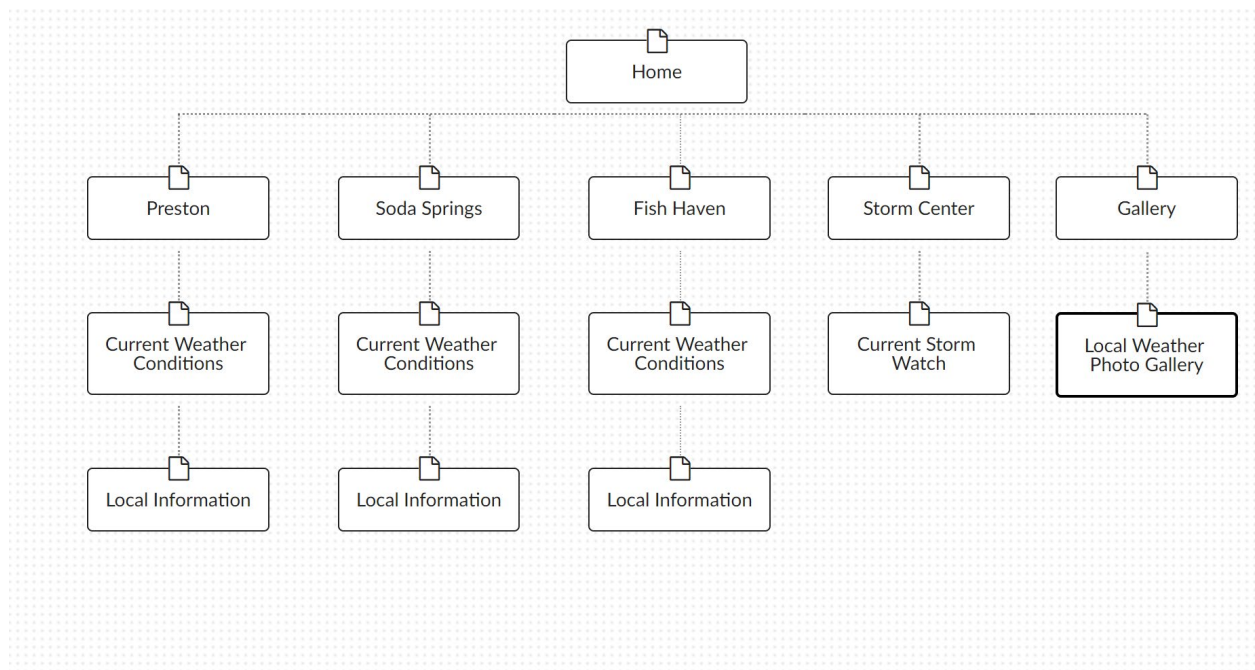 Home
Preston
Soda Springs
Fish Haven
Storm Center
Gallery
Current Weather
Conditions
Current Weather
Conditions
Current Weather
Conditions
Current Storm
Watch
Local Weather
Photo Gallery
Local Information
Local Information
Local Information